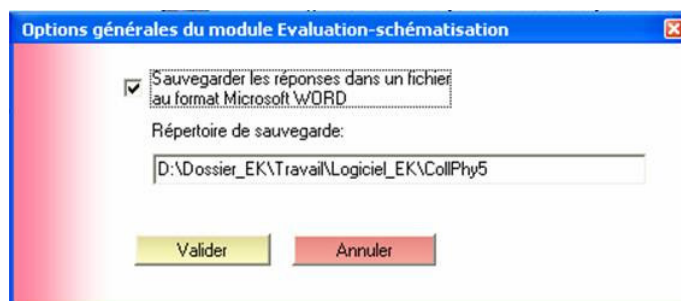 Options générales du module Evaluation-schématisation
Sauvegarder les réponses dans un fichier
au format Microsoft WORD
Répertoire de sauvegarde:
D:\Dossier_EK\Travail\Logiciel_EK\CollPhy5
Valider
Annuler